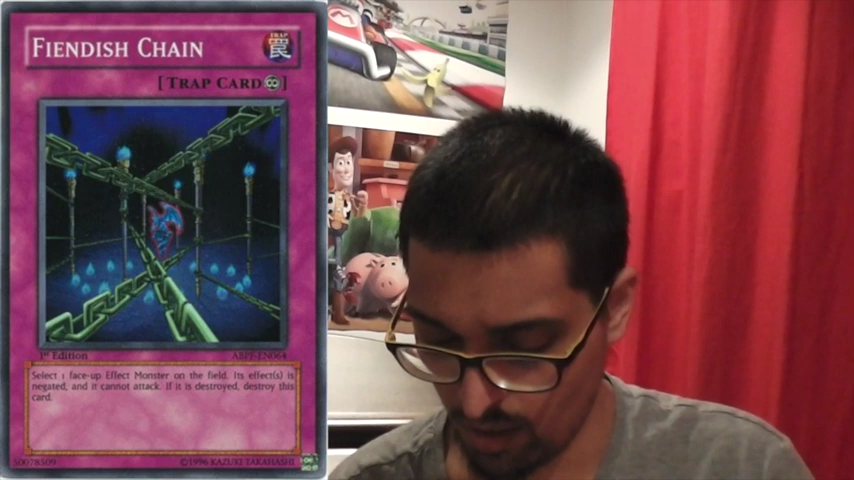 FIENDISH CHAIN
TRAP
罠
[TRAP CARD ]
1st Edition
ABPF-EN064
Select 1 face-up Effect Monster on the field. Its effect(s) is
negated, and it cannot attack. If it is destroyed, destroy this
card.
50078509
©1996 KAZUKI TAKAHASHI